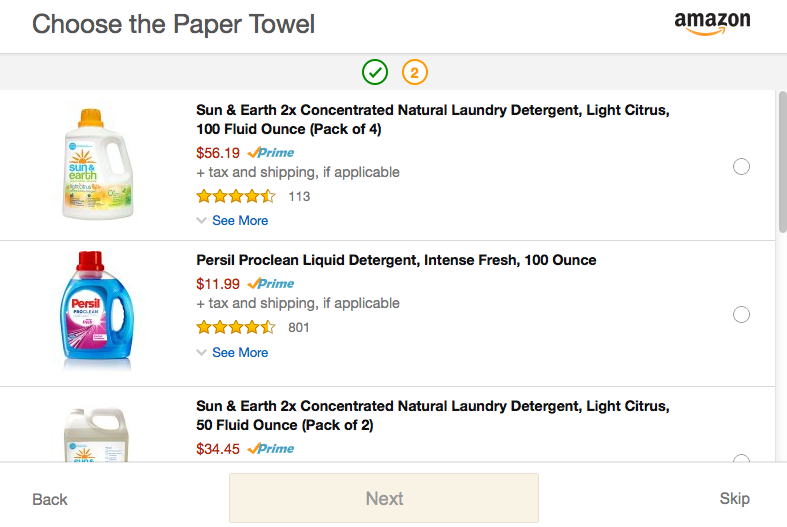 Choose the Paper Towel
amazon
2
Sun & Earth 2x Concentrated Natural Laundry Detergent, Light Citrus,
100 Fluid Ounce (Pack of 4)
$56.19 Prime
+ tax and shipping, if applicable
113
See More
sun &
earth
light citrus
Persil Proclean Liquid Detergent, Intense Fresh, 100 Ounce
$11.99 Prime
+ tax and shipping, if applicable
801
See More
Persil
PROCLEAN
Sun & Earth 2x Concentrated Natural Laundry Detergent, Light Citrus,
50 Fluid Ounce (Pack of 2)
$34.45 Prime
Back
Next
Skip